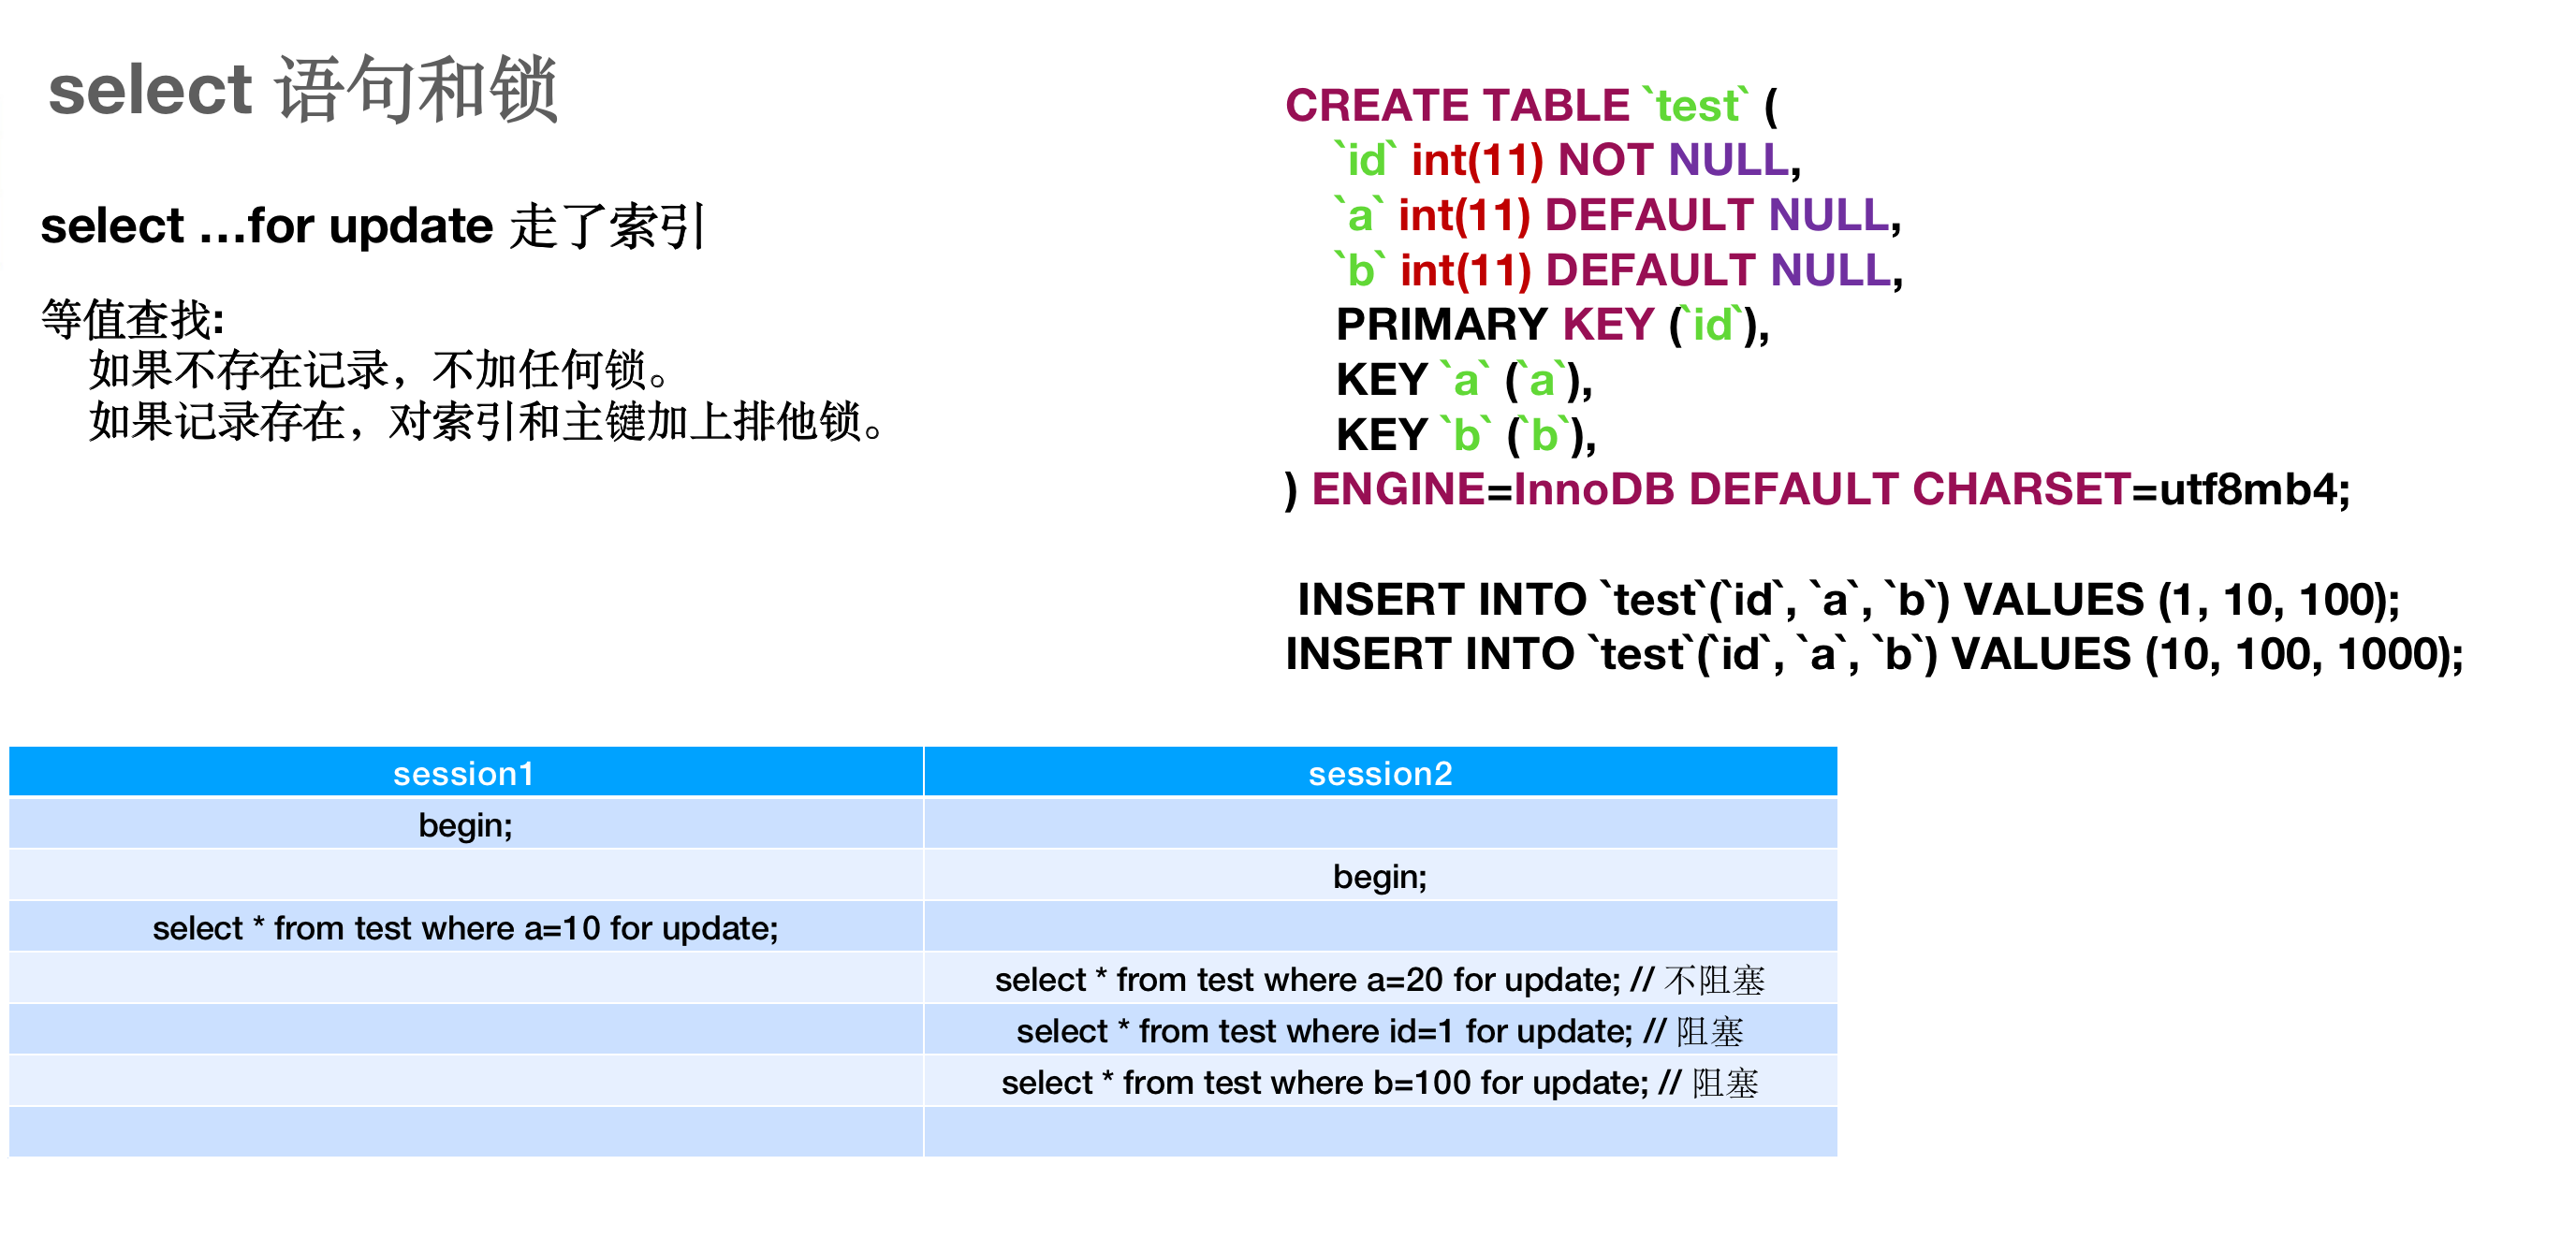 select 语句和锁
select ...for update 走了索引
等值查找:
如果不存在记录，不加任何锁。
如果记录存在，对索引和主键加上排他锁。
CREATE TABLE `test` (
`id` int(11) NOT NULL,
`a` int(11) DEFAULT NULL,
`b` int(11) DEFAULT NULL,
PRIMARY KEY (`id`),
KEY `a` (`a`),
KEY `b` (`b`),
) ENGINE=InnoDB DEFAULT CHARSET=utf8mb4;
INSERT INTO `test`(`id`, `a`, `b`) VALUES (1, 10, 100);
INSERT INTO `test`(`id`, `a`, `b`) VALUES (10, 100, 1000);
session1
session2
begin;
begin;
select * from test where a=10 for update;
select * from test where a=20 for update; // 不阻塞
select * from test where id=1 for update; // 阻塞
select * from test where b=100 for update; // 阻塞